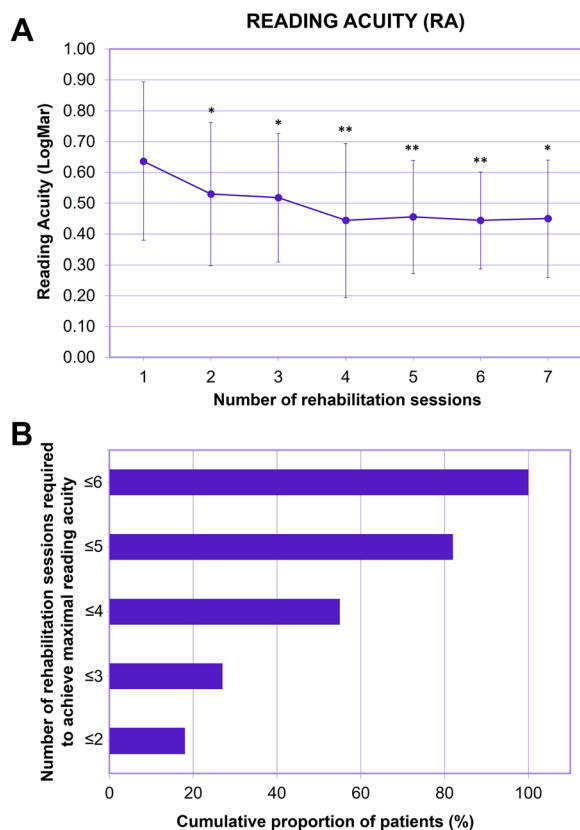 A
READING ACUITY (RA)
Reading Acuity (LogMar)
1.00
0.90
0.80
0.70
0.60
0.50
0.40
0.30
0.20
0.10
0.00
* * ** ** ** *
1 2 3 4 5 6 7
Number of rehabilitation sessions
B
Number of rehabilitation sessions required
to achieve maximal reading acuity
≤6
≤5
≤4
≤3
≤2
0 20 40 60 80 100
Cumulative proportion of patients (%)